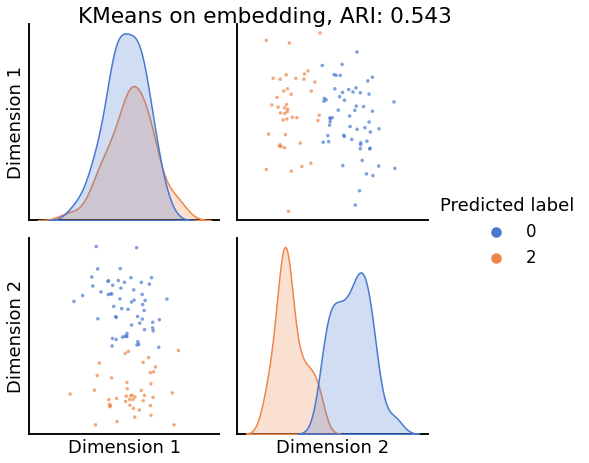 KMeans on embedding, ARI: 0.543
Dimension 1
Predicted label
0
2
Dimension 2
Dimension 1
Dimension 2